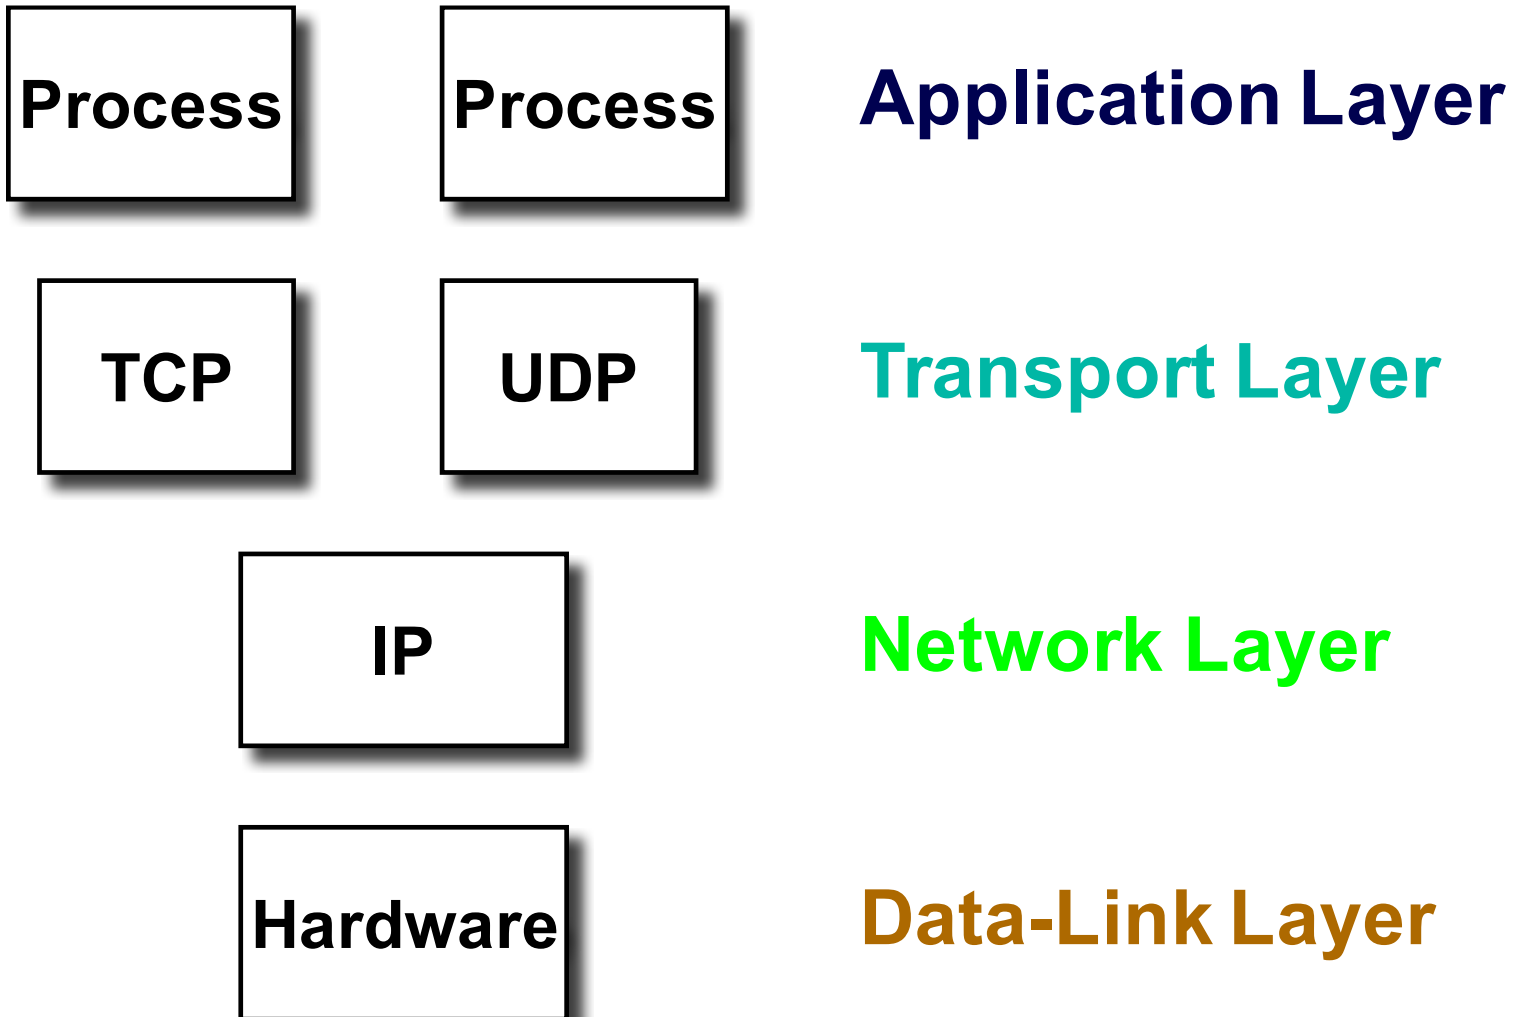 Process Process Application Layer
TCP UDP Transport Layer
IP Network Layer
Hardware Data-Link Layer